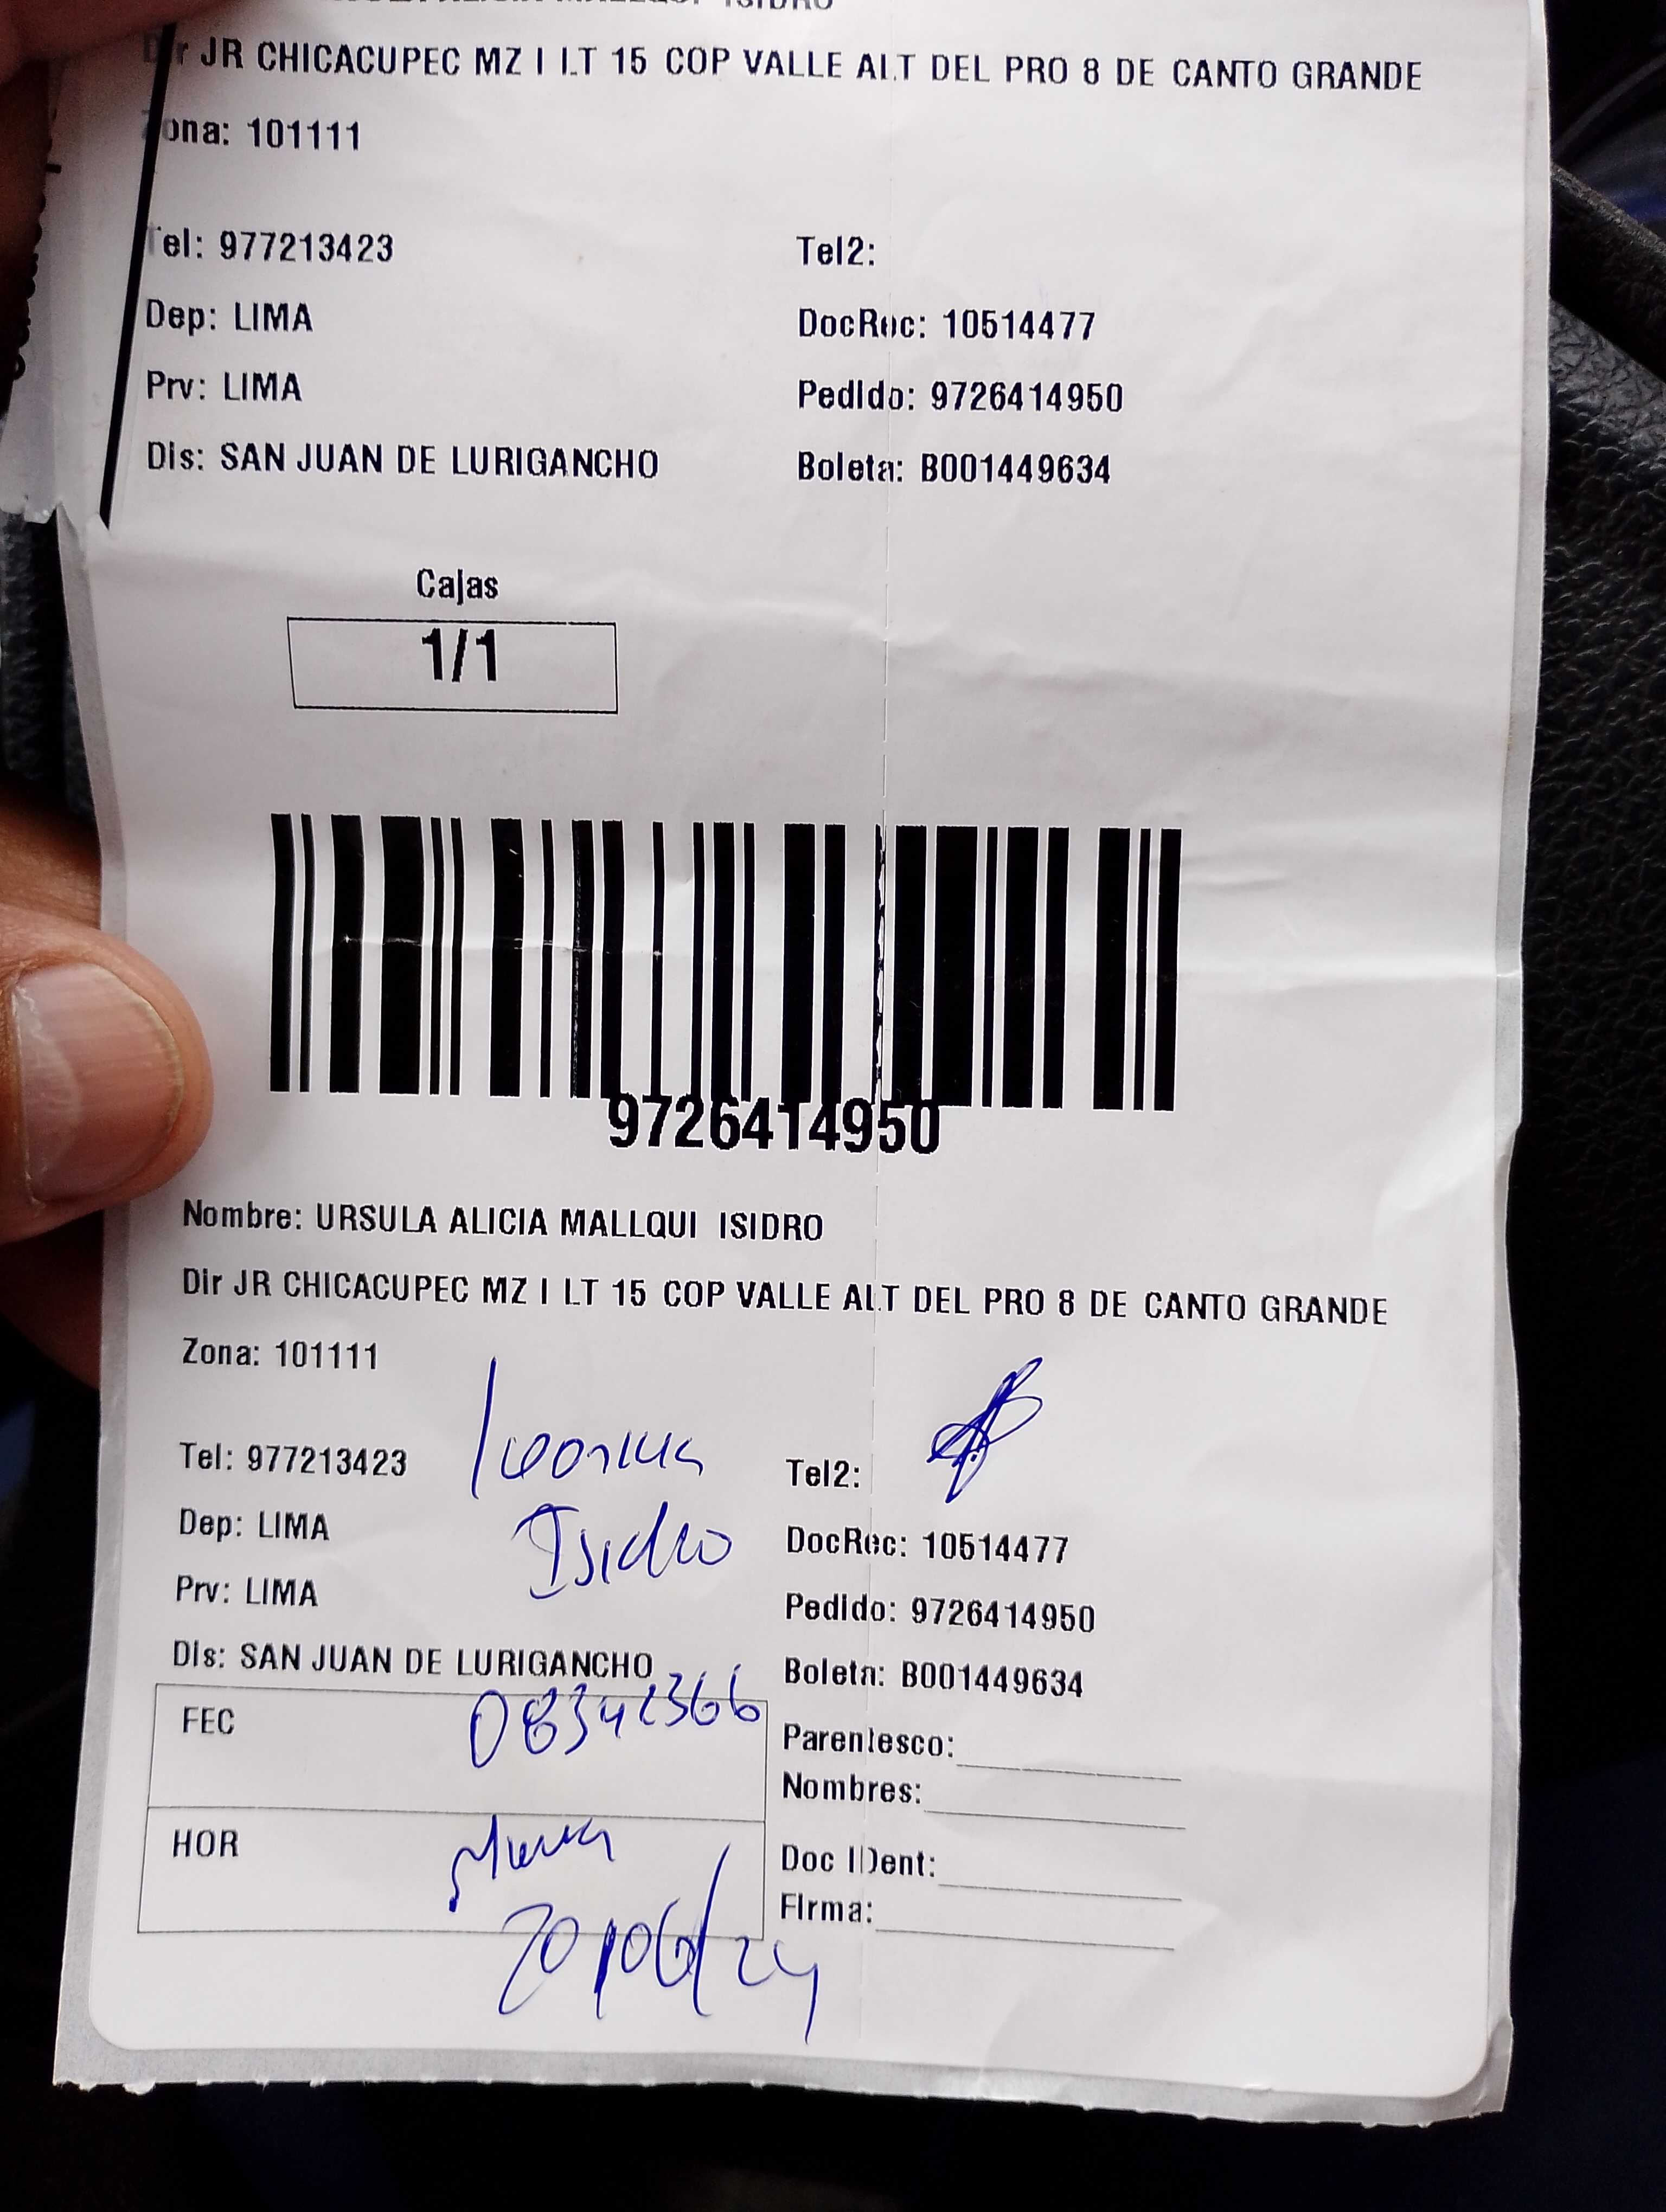 ISIDRO
Dir JR CHICACUPEC MZ I LT 15 COP VALLE ALT DEL PRO 8 DE CANTO GRANDE
Zona: 101111
Tel: 977213423 Tel2:
Dep: LIMA DocRec: 10514477
Prv: LIMA Pedido: 9726414950
Dis: SAN JUAN DE LURIGANCHO Boleta: B001449634
Cajas
1/1
9726414950
Nombre: URSULA ALICIA MALLQUI ISIDRO
Dir JR CHICACUPEC MZ I LT 15 COP VALLE ALT DEL PRO 8 DE CANTO GRANDE
Zona: 101111
Tel: 977213423 Tel2:
Dep: LIMA Isidro DocRec: 10514477
Prv: LIMA Pedido: 9726414950
Dis: SAN JUAN DE LURIGANCHO Boleta: B001449634
FEC 08342366 Parentesco:
Nombres:
HOR Doc IDent:
Firma:
20/06/24